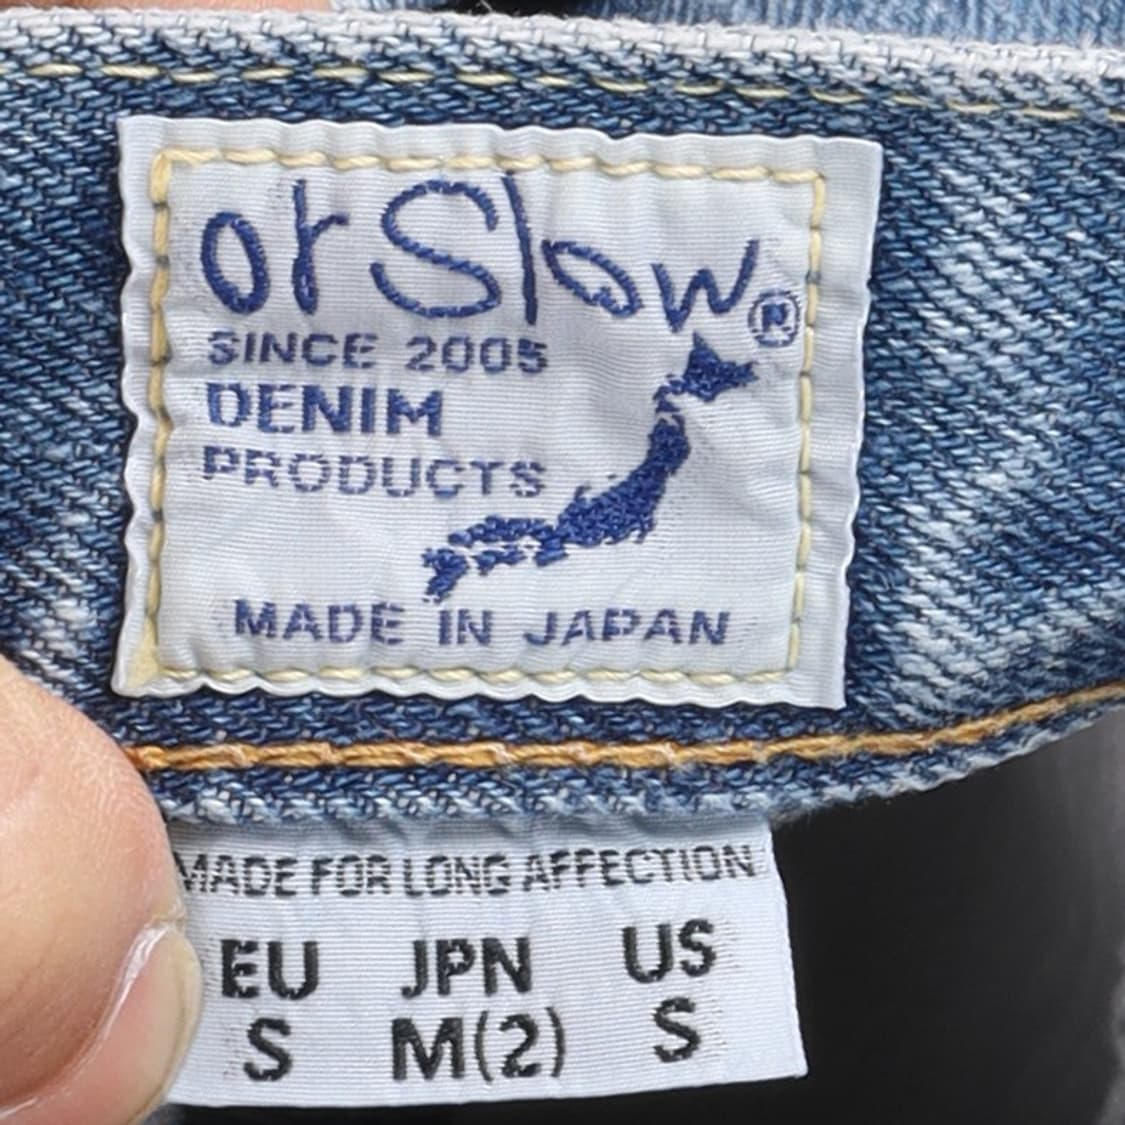 orSlow®
SINCE 2005
DENIM
PRODUCTS
MADE IN JAPAN
MADE FOR LONG AFFECTION
EU JPN US
S M(2) S